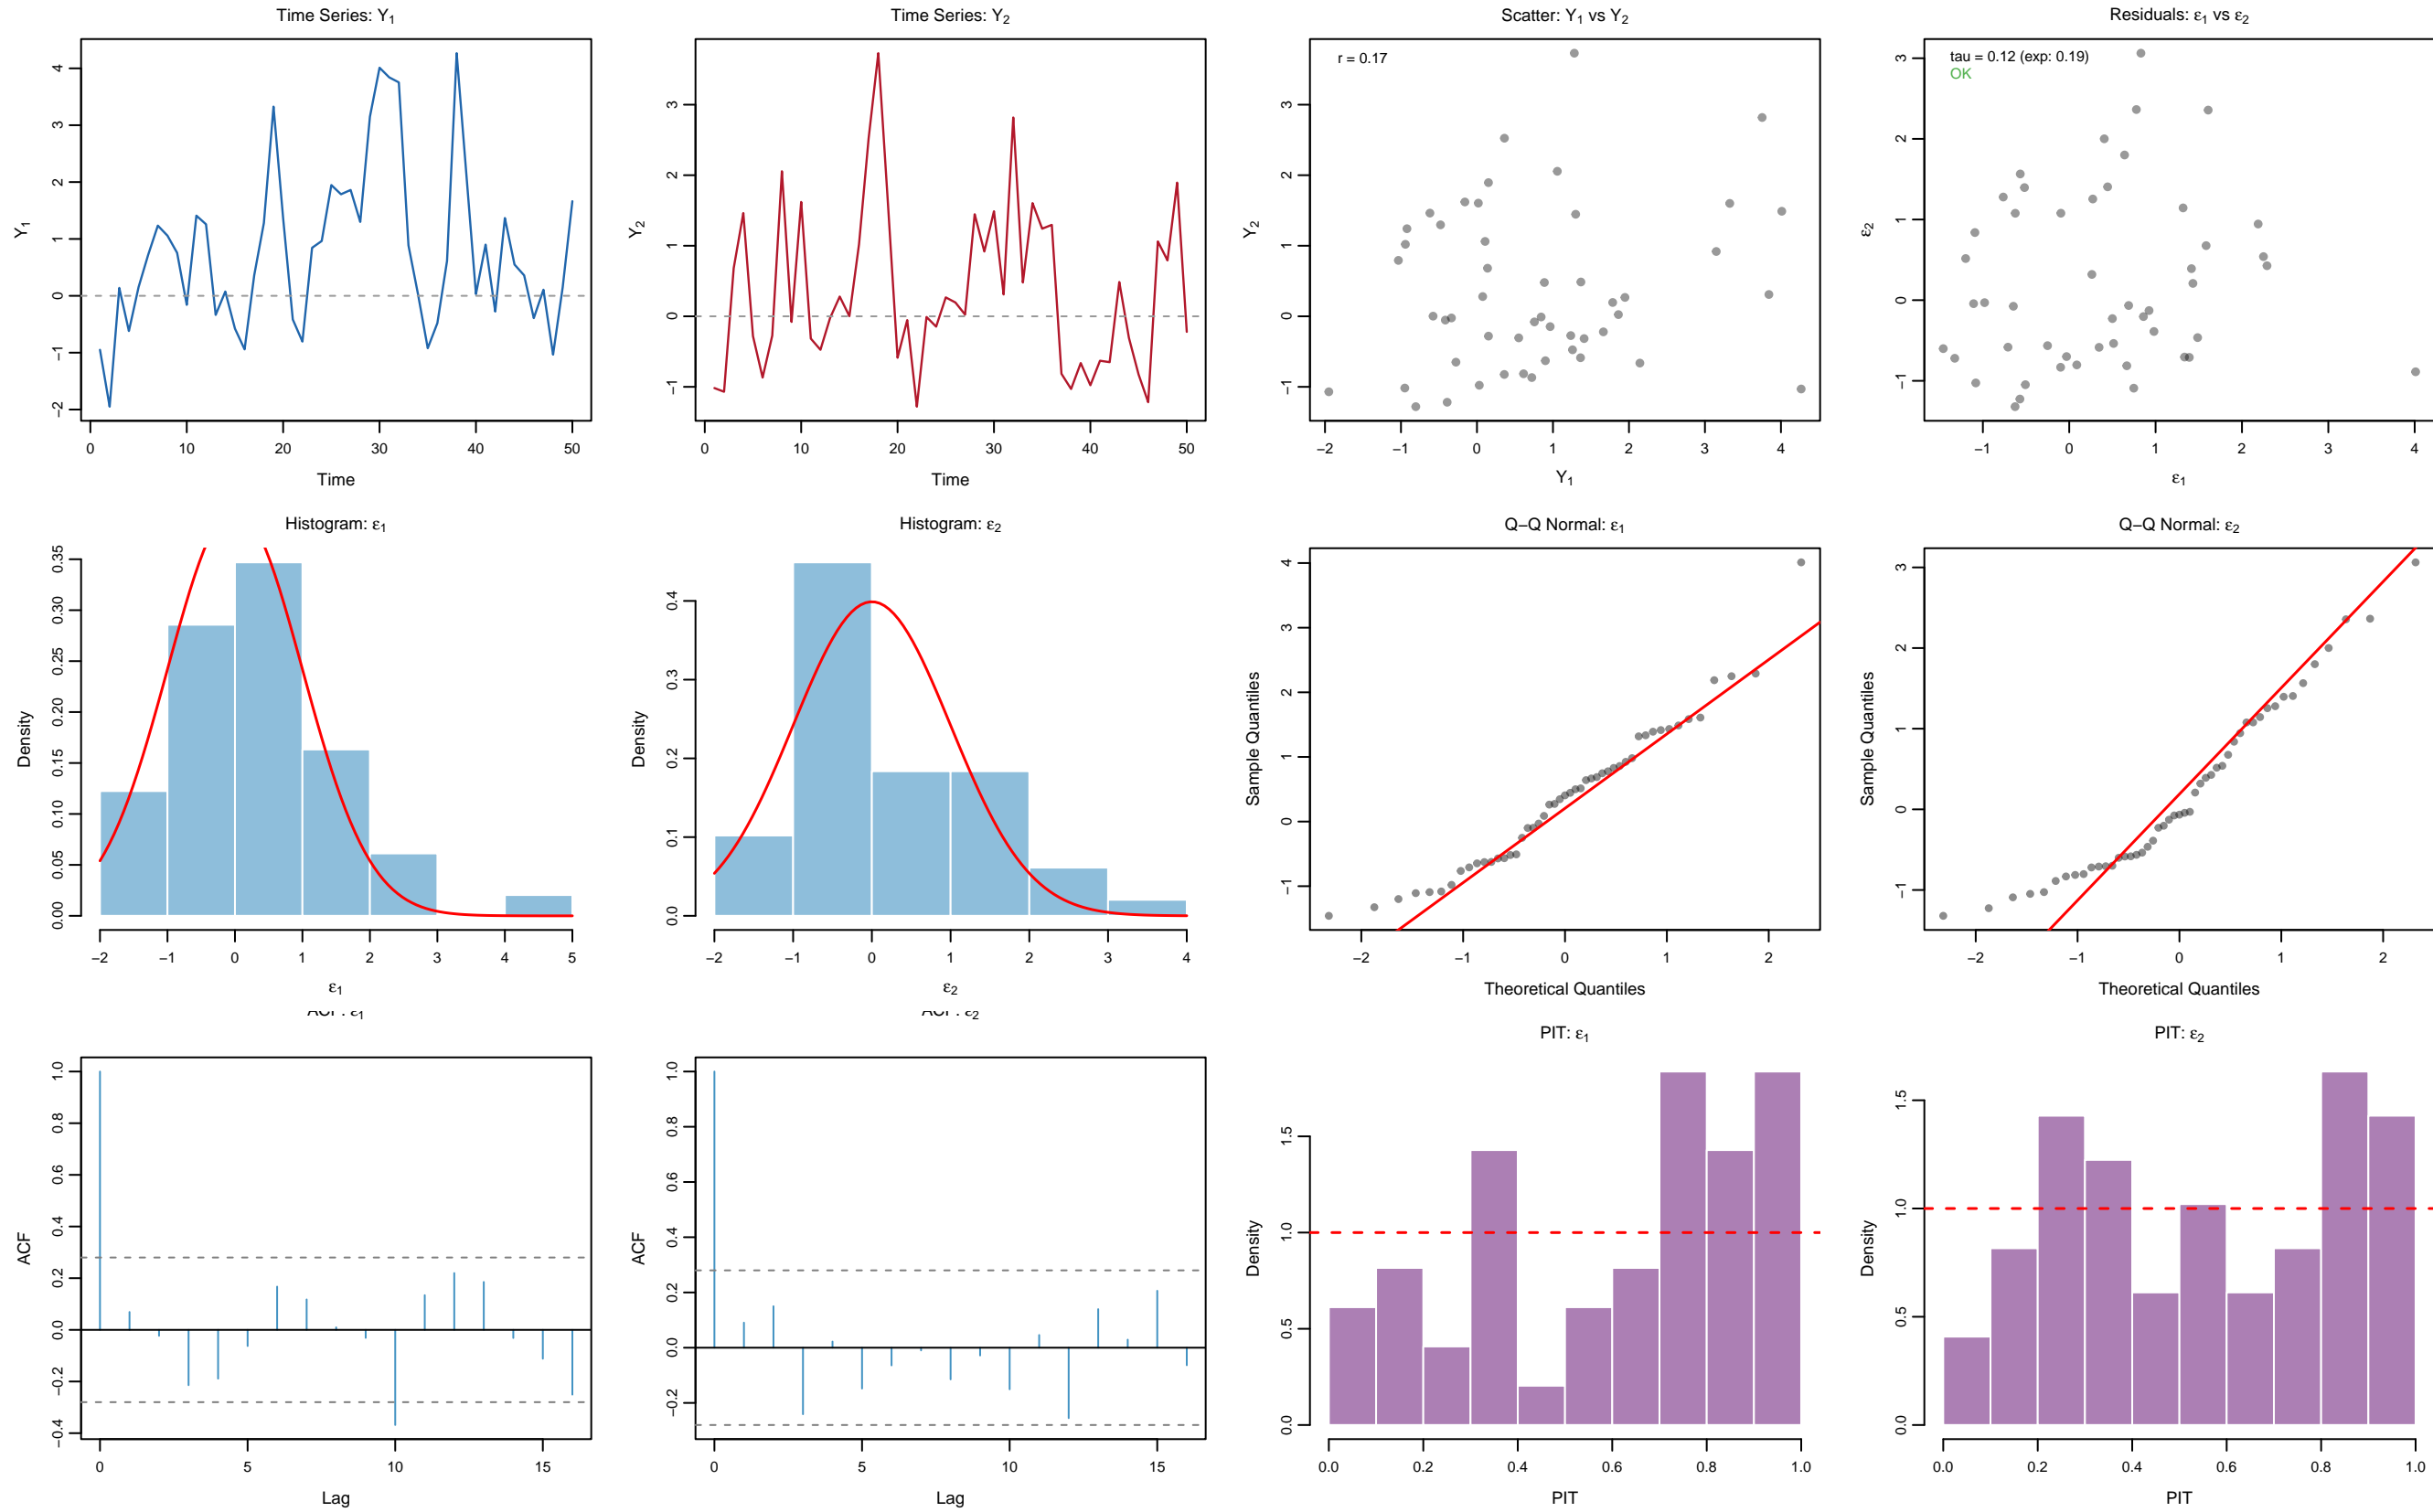 Time Series: Y₁
Y₁
4
3
2
1
0
−1
−2
0 10 20 30 40 50
Time
Time Series: Y₂
Y₂
3
2
1
0
−1
0 10 20 30 40 50
Time
Scatter: Y₁ vs Y₂
r = 0.17
Y₂
3
2
1
0
−1
−2 −1 0 1 2 3 4
Y₁
Residuals: ε₁ vs ε₂
tau = 0.12 (exp: 0.19)
OK
ε₂
3
2
1
0
−1
−1 0 1 2 3 4
ε₁
Histogram: ε₁
Density
0.35
0.30
0.25
0.20
0.15
0.10
0.05
0.00
−2 −1 0 1 2 3 4 5
ε₁
Histogram: ε₂
Density
0.4
0.3
0.2
0.1
0.0
−2 −1 0 1 2 3 4
ε₂
Q−Q Normal: ε₁
Sample Quantiles
4
3
2
1
0
−1
−2 −1 0 1 2
Theoretical Quantiles
Q−Q Normal: ε₂
Sample Quantiles
3
2
1
0
−1
−2 −1 0 1 2
Theoretical Quantiles
ACF: ε₁
ACF
1.0
0.8
0.6
0.4
0.2
0.0
−0.2
−0.4
0 5 10 15
Lag
ACF: ε₂
ACF
1.0
0.8
0.6
0.4
0.2
0.0
−0.2
0 5 10 15
Lag
PIT: ε₁
Density
1.5
1.0
0.5
0.0
0.0 0.2 0.4 0.6 0.8 1.0
PIT
PIT: ε₂
Density
1.5
1.0
0.5
0.0
0.0 0.2 0.4 0.6 0.8 1.0
PIT